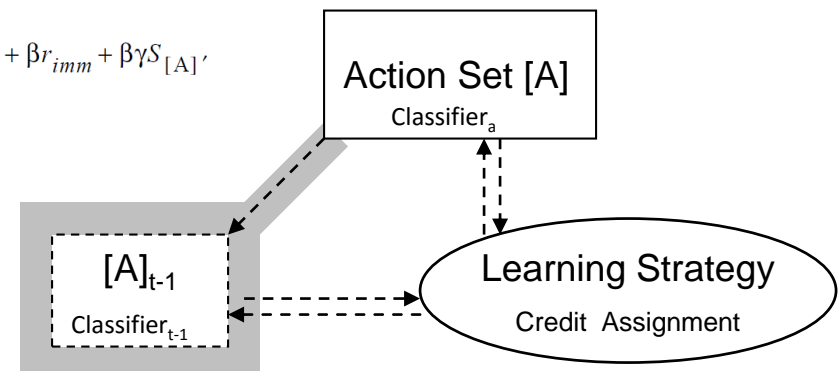 + βr_imm + βγS_[A]′
Action Set [A]
Classifier_a
[A]_t-1
Classifier_t-1
Learning Strategy
Credit Assignment